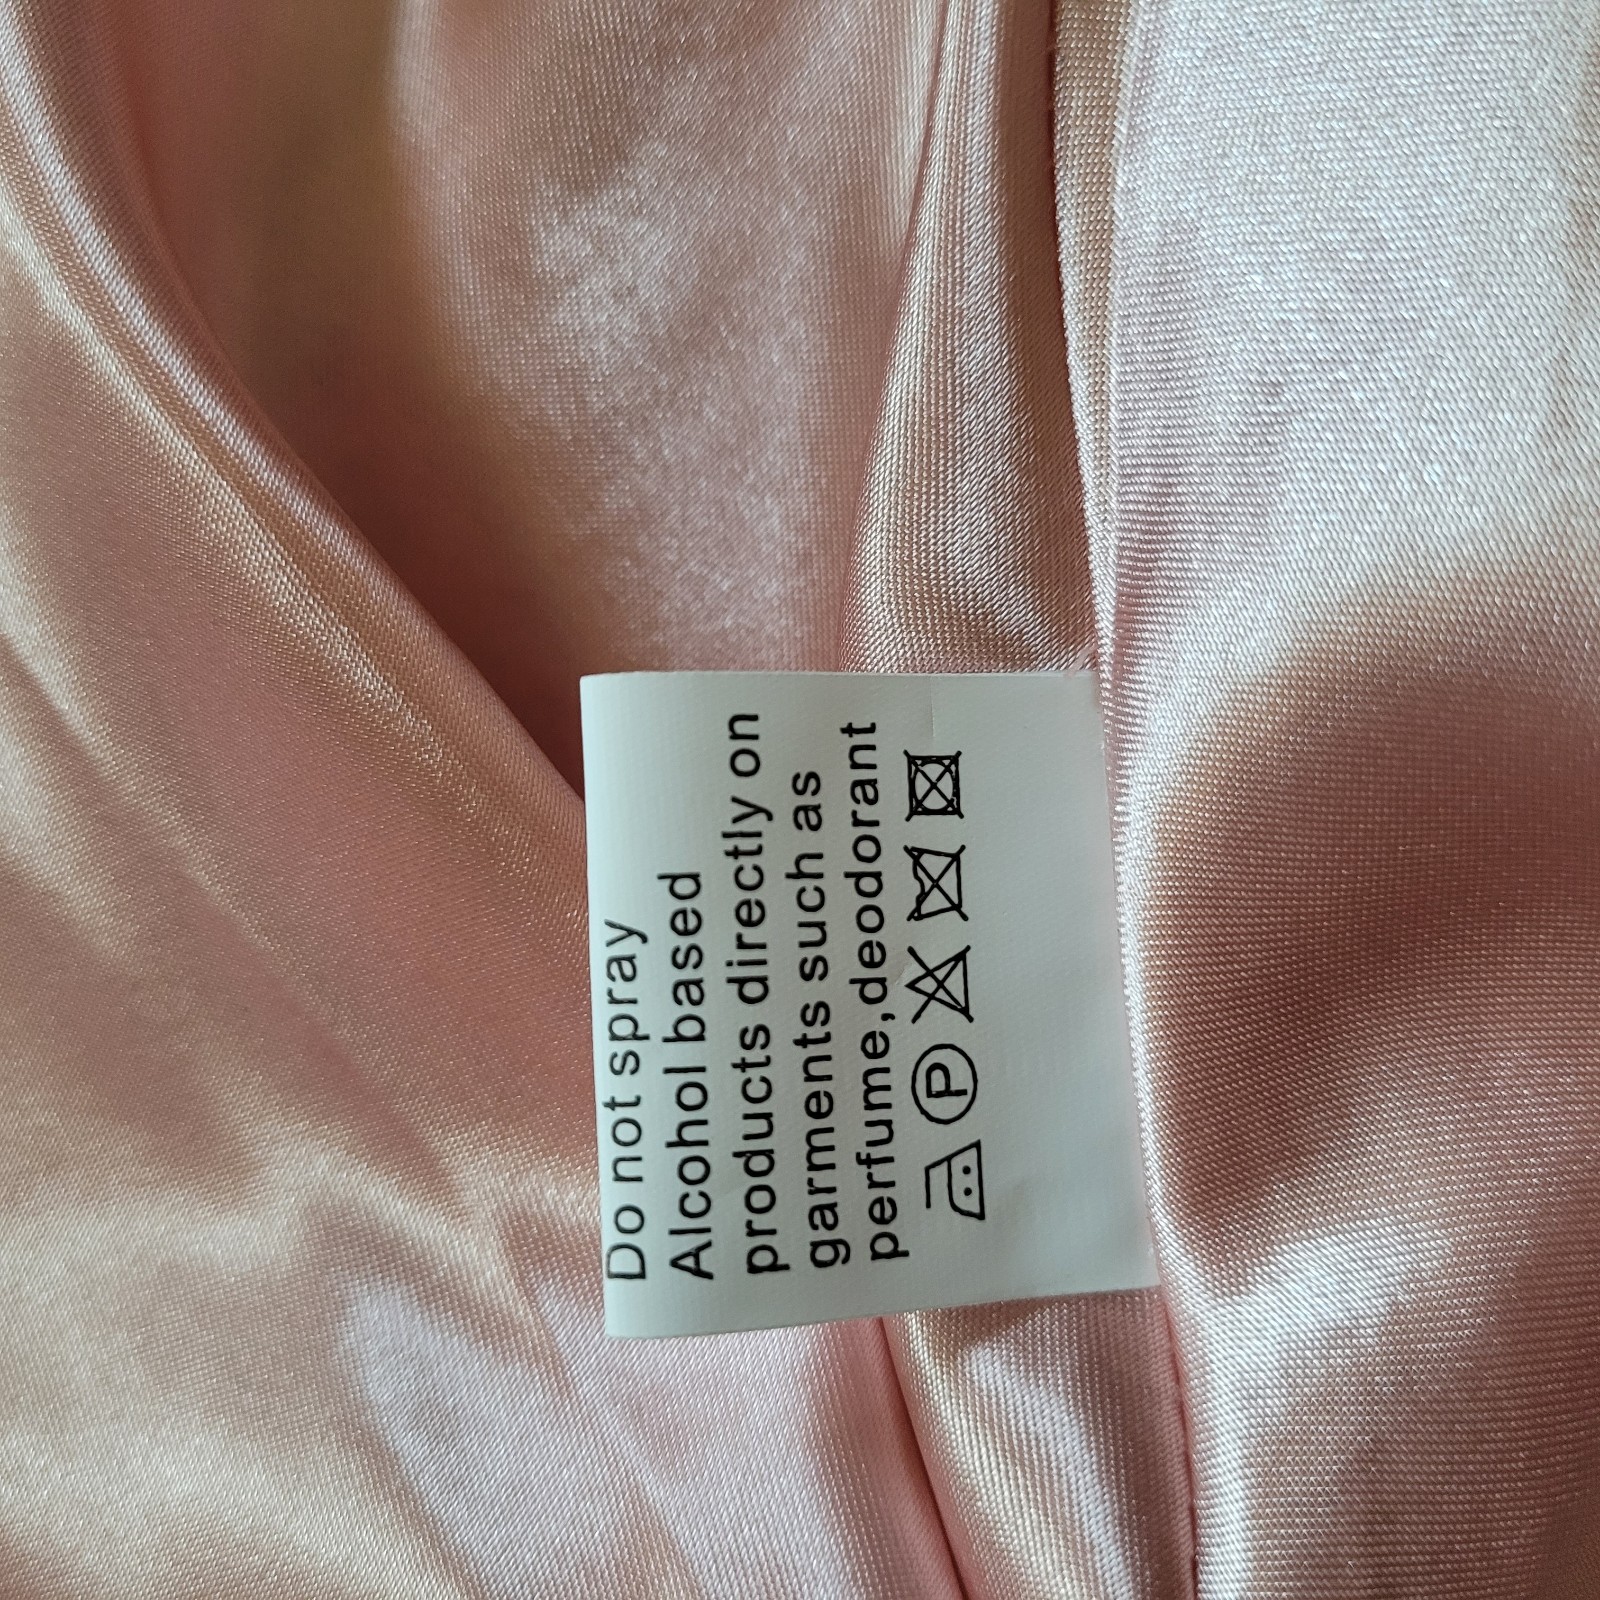 Do not spray
Alcohol based
products directly on
garments such as
perfume,deodorant
P